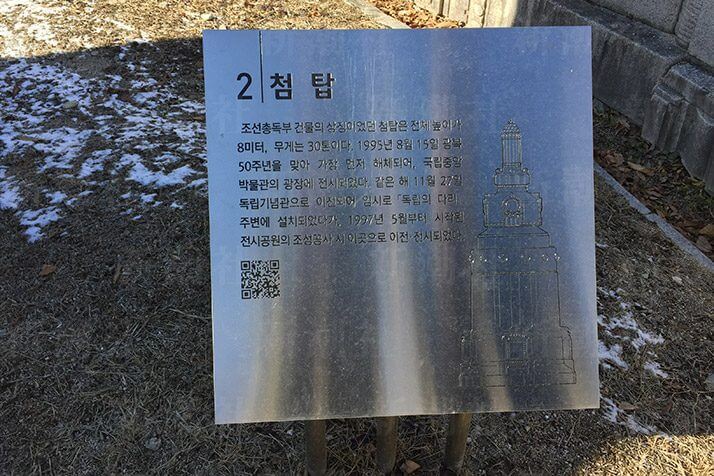 2 첨탑
조선총독부 건물의 상징이었던 첨탑은 전체 높이가
8미터, 무게는 30톤이다. 1995년 8월 15일 광복
50주년을 맞아 가장 먼저 해체되어, 국립중앙
박물관의 광장에 전시되었다. 같은 해 11월 27일
독립기념관으로 이전되어 임시로 「독립의 다리」
주변에 설치되었다가, 1997년 5월부터 시작된
전시공원의 조성공사 시 이곳으로 이전·전시되었다.